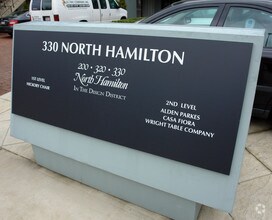 330 NORTH HAMILTON
200 • 320 • 330
North Hamilton
IN THE DESIGN DISTRICT
1ST LEVEL
HICKORY CHAIR
2ND LEVEL
ALDEN PARKES
CASA FIORA
WRIGHT TABLE COMPANY